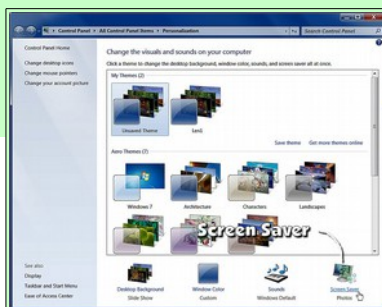 Control Panel ▸ All Control Panel Items ▸ Personalization
Search Control Panel
Control Panel Home
Change desktop icons
Change mouse pointers
Change your account picture
Change the visuals and sounds on your computer
Click a theme to change the desktop background, window color, sounds, and screen saver all at once.
My Themes (2)
Unsaved Theme
Save theme
Get more themes online
Aero Themes (7)
Windows 7
Architecture
Characters
Landscapes
Screen Saver
See also
Display
Taskbar and Start Menu
Ease of Access Center
Desktop Background
Slide Show
Window Color
Custom
Sounds
Windows Default
Screen Saver
Photos